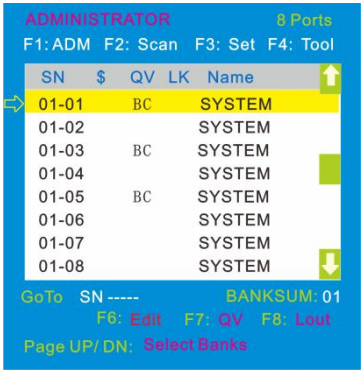 ADMINISTRATOR 8 Ports
F1: ADM F2: Scan F3: Set F4: Tool
SN $ QV LK Name
01-01 BC SYSTEM
01-02 SYSTEM
01-03 BC SYSTEM
01-04 SYSTEM
01-05 BC SYSTEM
01-06 SYSTEM
01-07 SYSTEM
01-08 SYSTEM
GoTo SN ----- BANKSUM: 01
F6: Edit F7: QV F8: Lout
Page UP/ DN: Select Banks